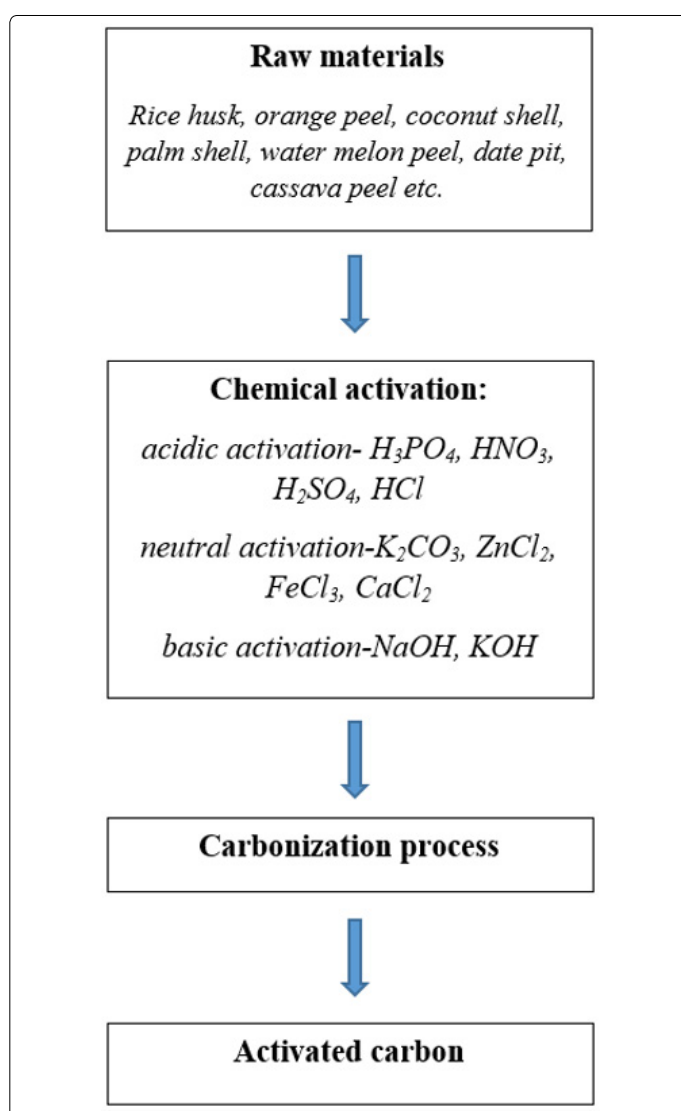 Raw materials
Rice husk, orange peel, coconut shell,
palm shell, water melon peel, date pit,
cassava peel etc.
Chemical activation:
acidic activation- H₃PO₄, HNO₃,
H₂SO₄, HCl
neutral activation-K₂CO₃, ZnCl₂,
FeCl₃, CaCl₂
basic activation-NaOH, KOH
Carbonization process
Activated carbon